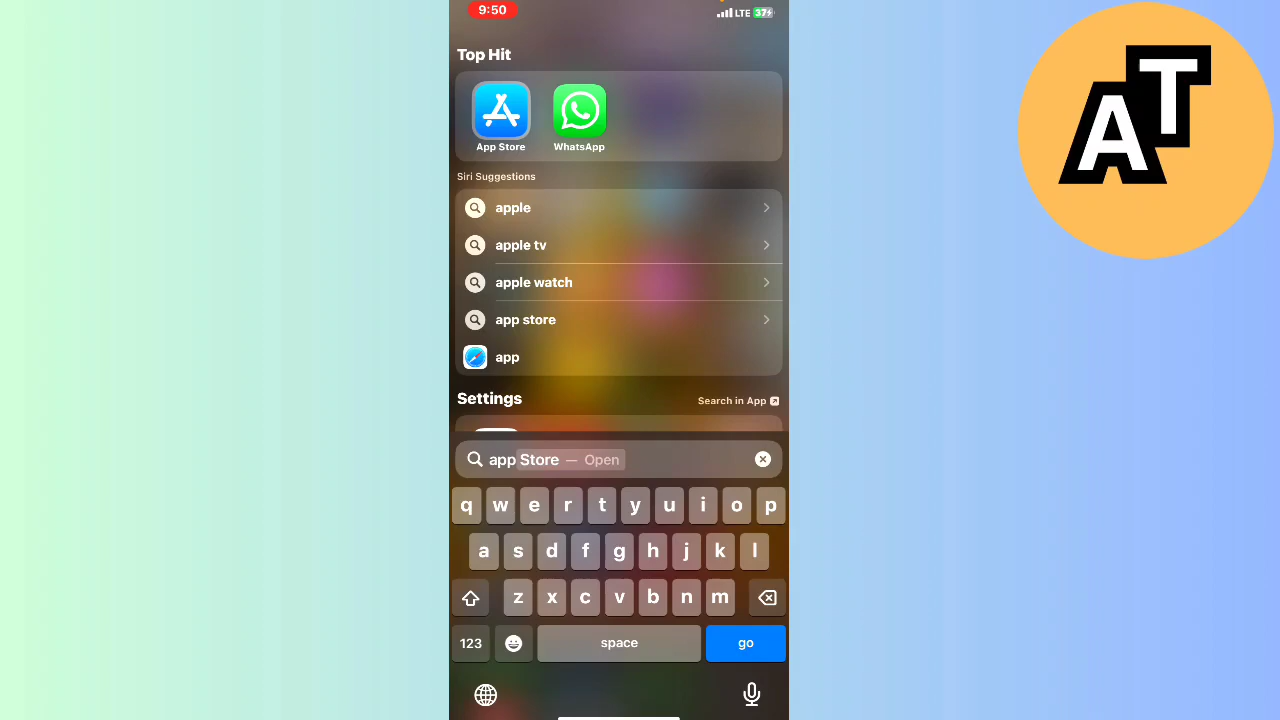 9:50
LTE 37
Top Hit
App Store
WhatsApp
Siri Suggestions
apple
apple tv
apple watch
app store
app
Settings
Search in App
app Store — Open
q w e r t y u i o p
a s d f g h j k l
z x c v b n m
123 space go
AT